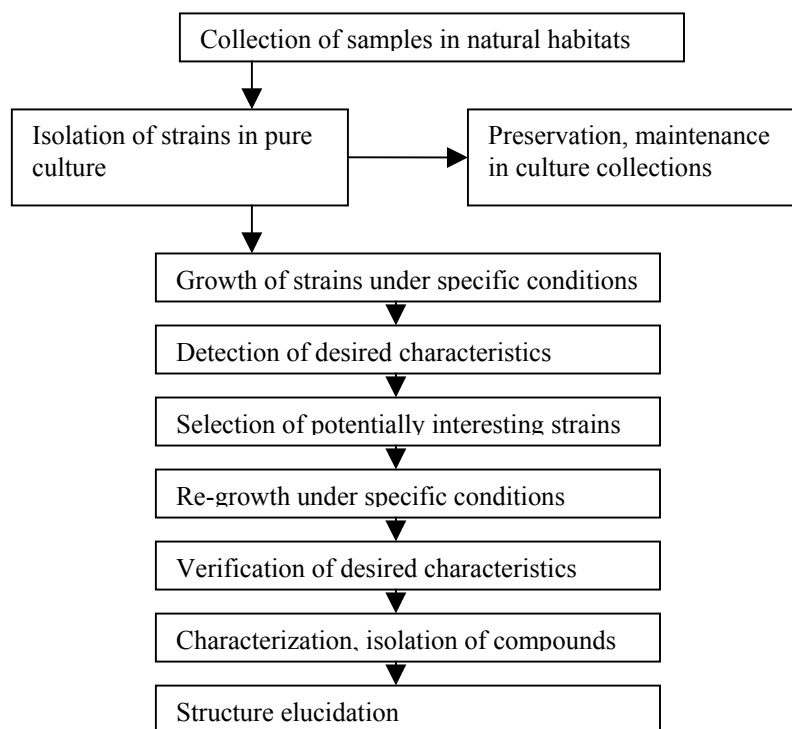 Collection of samples in natural habitats
Isolation of strains in pure
culture
Preservation, maintenance
in culture collections
Growth of strains under specific conditions
Detection of desired characteristics
Selection of potentially interesting strains
Re-growth under specific conditions
Verification of desired characteristics
Characterization, isolation of compounds
Structure elucidation